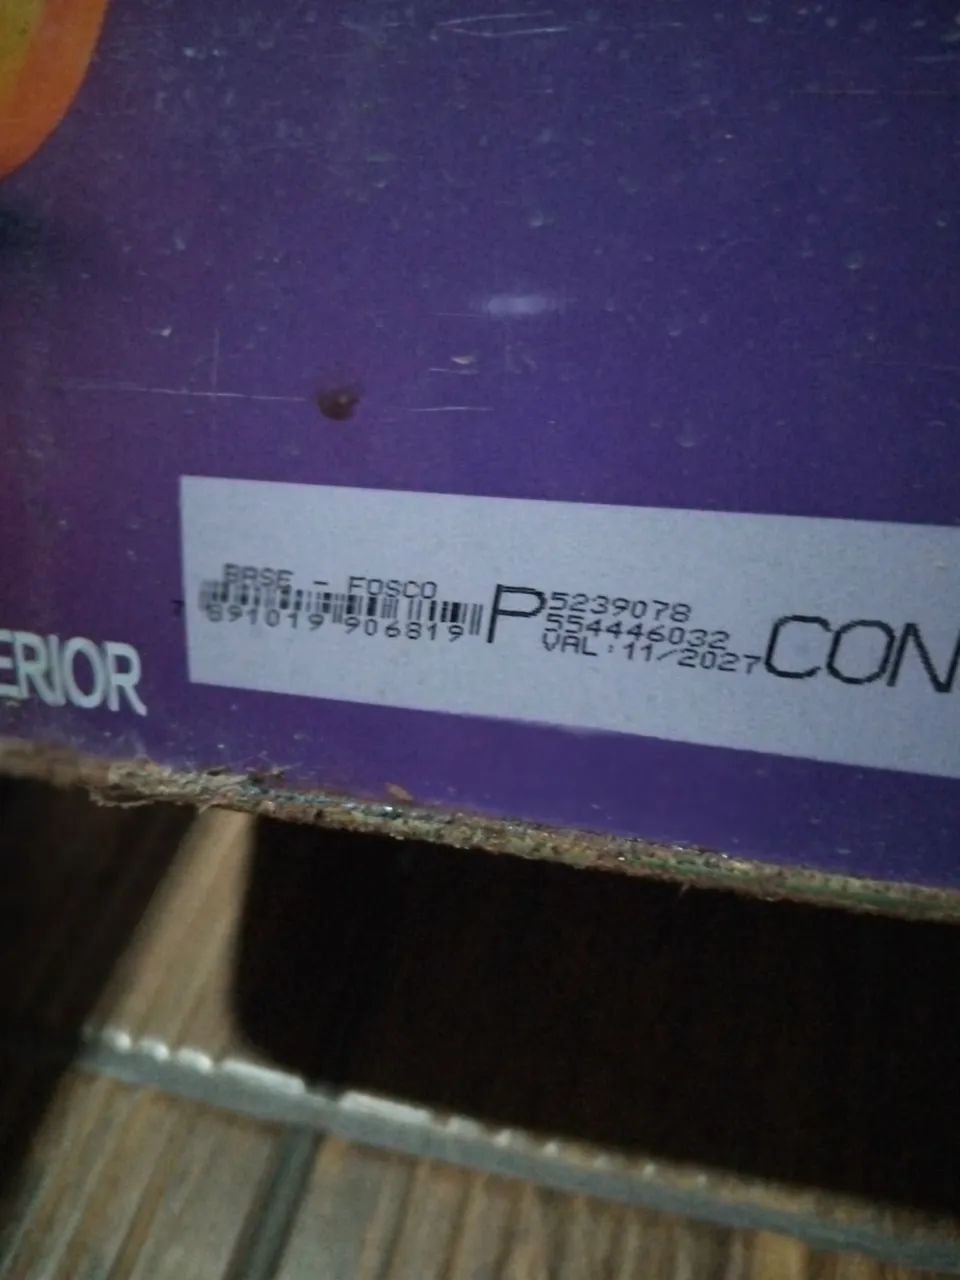 BASE - FOSCO
891019 906819
P
5239078
554446032
VAL:11/2027
CON
ERIOR